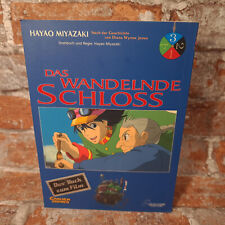 HAYAO MIYAZAKI
Nach der Geschichte
von Diana Wynne Jones
Drehbuch und Regie: Hayao Miyazaki
3
DAS
WANDELNDE
SCHLOSS
Das Buch
zum Film
CARLSEN
COMICS